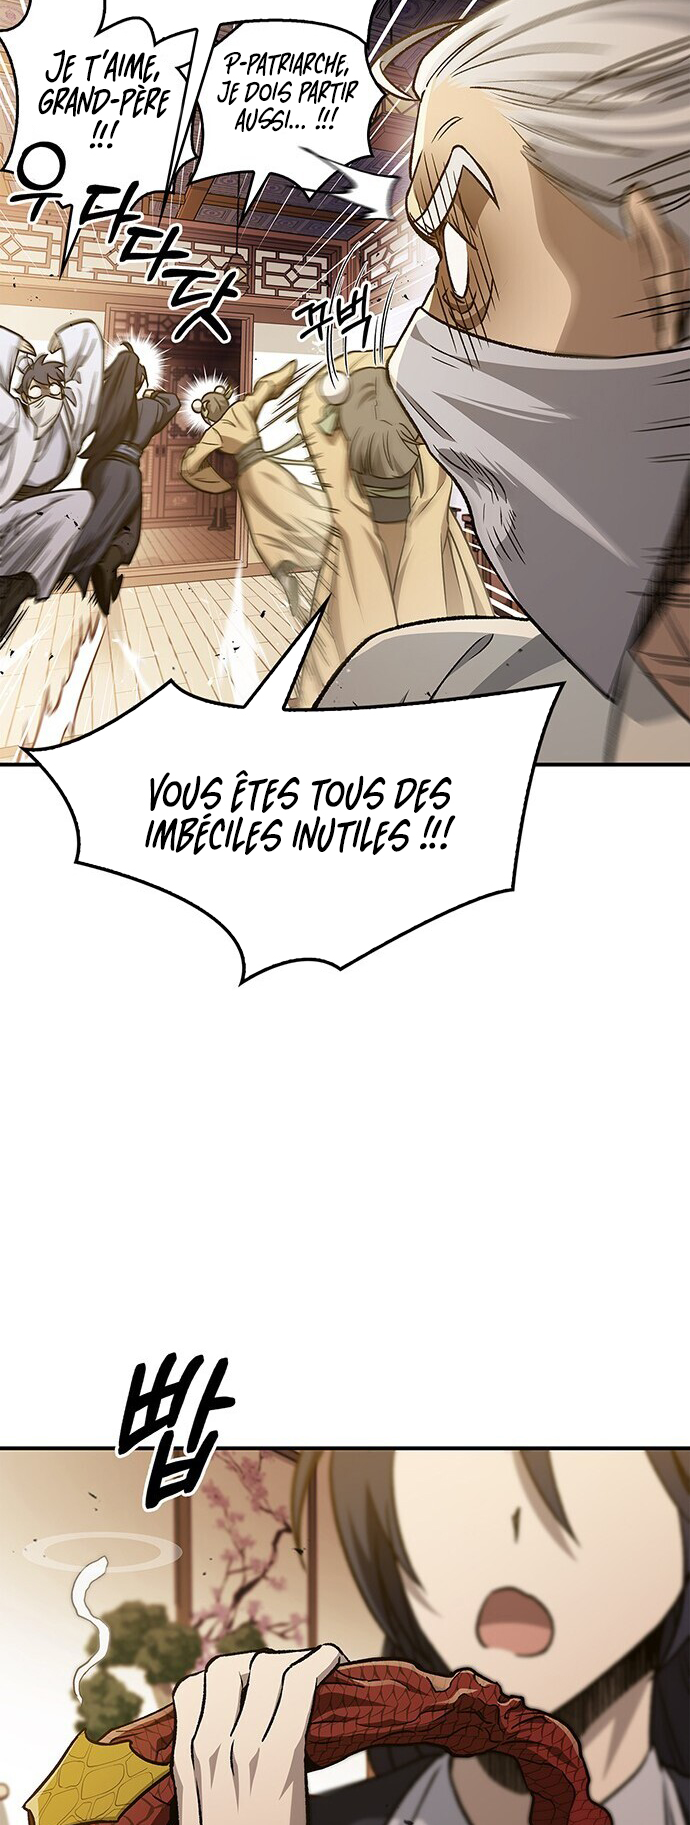 JE T'AIME,
GRAND-PÈRE
!!!
P-PATRIARCHE,
JE DOIS PARTIR
AUSSI... !!!
우다다닷
꾸벅
VOUS ÊTES TOUS DES
IMBÉCILES INUTILES !!!
빱